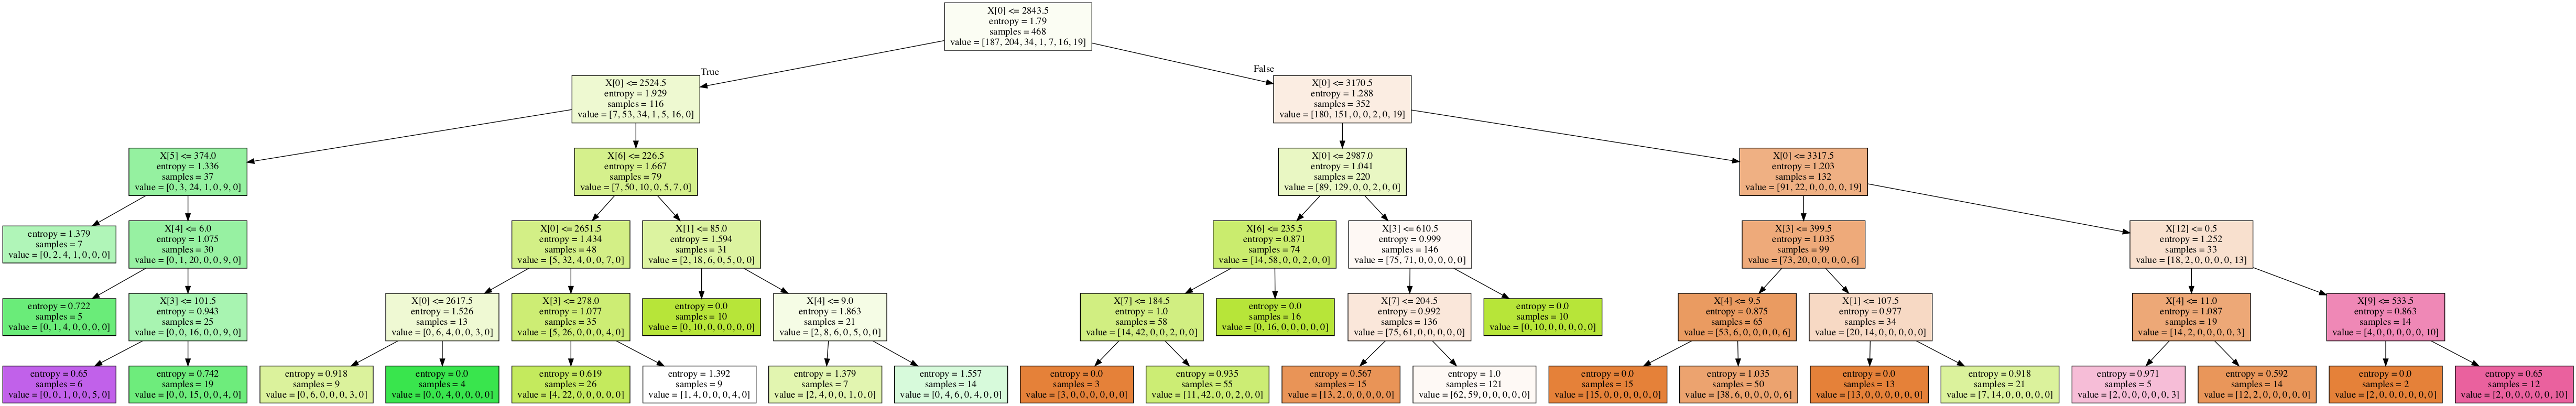 X[0] <= 2843.5
entropy = 1.79
samples = 468
value = [187, 204, 34, 1, 7, 16, 19]
True
False
X[0] <= 2524.5
entropy = 1.929
samples = 116
value = [7, 53, 34, 1, 5, 16, 0]
X[0] <= 3170.5
entropy = 1.288
samples = 352
value = [180, 151, 0, 0, 2, 0, 19]
X[5] <= 374.0
entropy = 1.336
samples = 37
value = [0, 3, 24, 1, 0, 9, 0]
X[6] <= 226.5
entropy = 1.667
samples = 79
value = [7, 50, 10, 0, 5, 7, 0]
X[0] <= 2987.0
entropy = 1.041
samples = 220
value = [89, 129, 0, 0, 2, 0, 0]
X[0] <= 3317.5
entropy = 1.203
samples = 132
value = [91, 22, 0, 0, 0, 0, 19]
entropy = 1.379
samples = 7
value = [0, 2, 4, 1, 0, 0, 0]
X[4] <= 6.0
entropy = 1.075
samples = 30
value = [0, 1, 20, 0, 0, 9, 0]
X[0] <= 2651.5
entropy = 1.434
samples = 48
value = [5, 32, 4, 0, 0, 7, 0]
X[1] <= 85.0
entropy = 1.594
samples = 31
value = [2, 18, 6, 0, 5, 0, 0]
X[6] <= 235.5
entropy = 0.871
samples = 74
value = [14, 58, 0, 0, 2, 0, 0]
X[3] <= 610.5
entropy = 0.999
samples = 146
value = [75, 71, 0, 0, 0, 0, 0]
X[3] <= 399.5
entropy = 1.035
samples = 99
value = [73, 20, 0, 0, 0, 0, 6]
X[12] <= 0.5
entropy = 1.252
samples = 33
value = [18, 2, 0, 0, 0, 0, 13]
entropy = 0.722
samples = 5
value = [0, 1, 4, 0, 0, 0, 0]
X[3] <= 101.5
entropy = 0.943
samples = 25
value = [0, 0, 16, 0, 0, 9, 0]
X[0] <= 2617.5
entropy = 1.526
samples = 13
value = [0, 6, 4, 0, 0, 3, 0]
X[3] <= 278.0
entropy = 1.077
samples = 35
value = [5, 26, 0, 0, 0, 4, 0]
entropy = 0.0
samples = 10
value = [0, 10, 0, 0, 0, 0, 0]
X[4] <= 9.0
entropy = 1.863
samples = 21
value = [2, 8, 6, 0, 5, 0, 0]
X[7] <= 184.5
entropy = 1.0
samples = 58
value = [14, 42, 0, 0, 2, 0, 0]
entropy = 0.0
samples = 16
value = [0, 16, 0, 0, 0, 0, 0]
X[7] <= 204.5
entropy = 0.992
samples = 136
value = [75, 61, 0, 0, 0, 0, 0]
entropy = 0.0
samples = 10
value = [0, 10, 0, 0, 0, 0, 0]
X[4] <= 9.5
entropy = 0.875
samples = 65
value = [53, 6, 0, 0, 0, 0, 6]
X[1] <= 107.5
entropy = 0.977
samples = 34
value = [20, 14, 0, 0, 0, 0, 0]
X[4] <= 11.0
entropy = 1.087
samples = 19
value = [14, 2, 0, 0, 0, 0, 3]
X[9] <= 533.5
entropy = 0.863
samples = 14
value = [4, 0, 0, 0, 0, 0, 10]
entropy = 0.65
samples = 6
value = [0, 0, 1, 0, 0, 5, 0]
entropy = 0.742
samples = 19
value = [0, 0, 15, 0, 0, 4, 0]
entropy = 0.918
samples = 9
value = [0, 6, 0, 0, 0, 3, 0]
entropy = 0.0
samples = 4
value = [0, 0, 4, 0, 0, 0, 0]
entropy = 0.619
samples = 26
value = [4, 22, 0, 0, 0, 0, 0]
entropy = 1.392
samples = 9
value = [1, 4, 0, 0, 0, 4, 0]
entropy = 1.379
samples = 7
value = [2, 4, 0, 0, 1, 0, 0]
entropy = 1.557
samples = 14
value = [0, 4, 6, 0, 4, 0, 0]
entropy = 0.0
samples = 3
value = [3, 0, 0, 0, 0, 0, 0]
entropy = 0.935
samples = 55
value = [11, 42, 0, 0, 2, 0, 0]
entropy = 0.567
samples = 15
value = [13, 2, 0, 0, 0, 0, 0]
entropy = 1.0
samples = 121
value = [62, 59, 0, 0, 0, 0, 0]
entropy = 0.0
samples = 15
value = [15, 0, 0, 0, 0, 0, 0]
entropy = 1.035
samples = 50
value = [38, 6, 0, 0, 0, 0, 6]
entropy = 0.0
samples = 13
value = [13, 0, 0, 0, 0, 0, 0]
entropy = 0.918
samples = 21
value = [7, 14, 0, 0, 0, 0, 0]
entropy = 0.971
samples = 5
value = [2, 0, 0, 0, 0, 0, 3]
entropy = 0.592
samples = 14
value = [12, 2, 0, 0, 0, 0, 0]
entropy = 0.0
samples = 2
value = [2, 0, 0, 0, 0, 0, 0]
entropy = 0.65
samples = 12
value = [2, 0, 0, 0, 0, 0, 10]